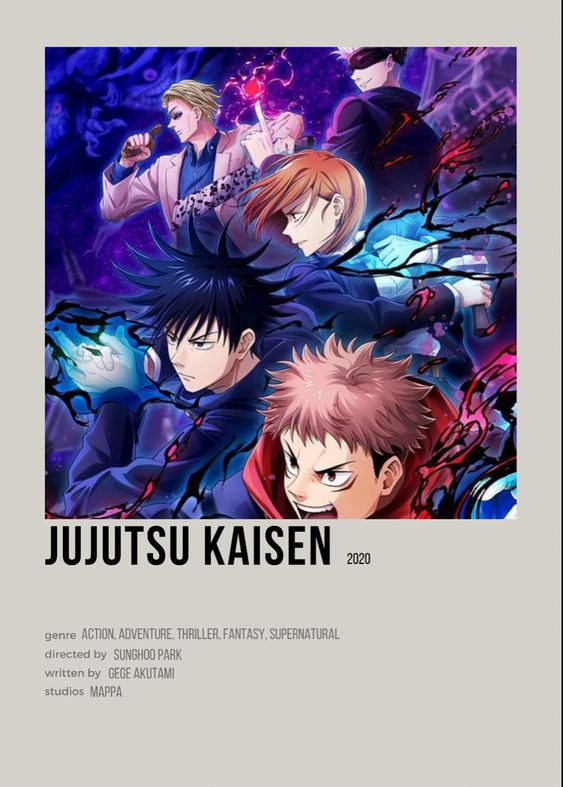 JUJUTSU KAISEN 2020
genre ACTION, ADVENTURE, THRILLER, FANTASY, SUPERNATURAL
directed by SUNGHOO PARK
written by GEGE AKUTAMI
studios MAPPA